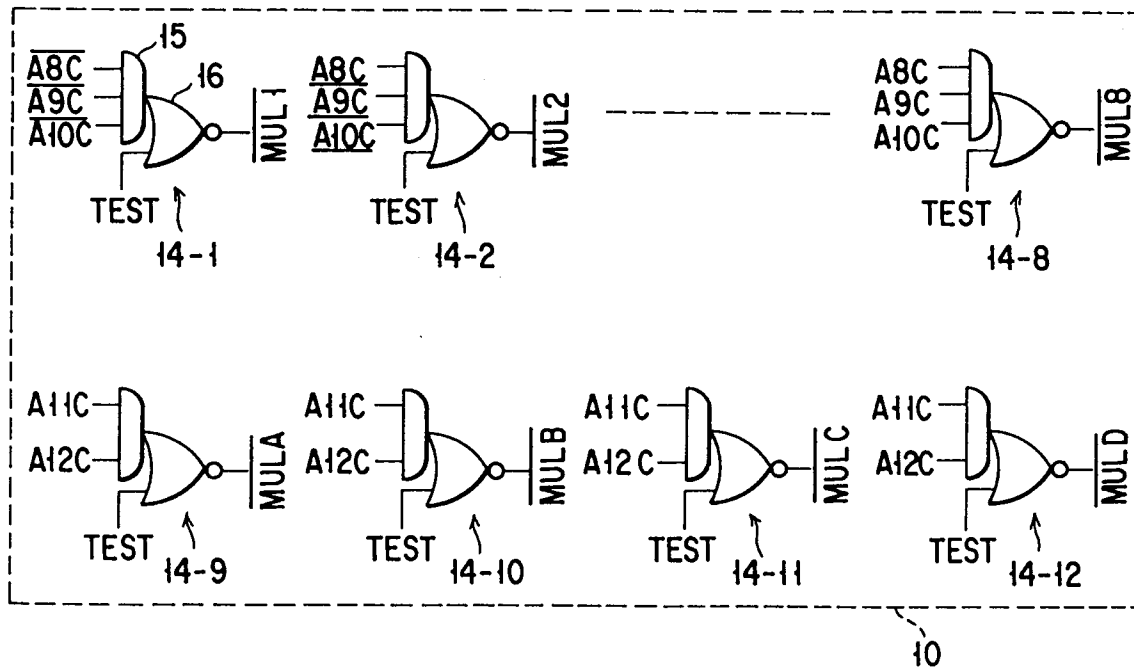 15
16
A8C
A9C
A10C
TEST
MUL1
14-1
A8C
A9C
A10C
TEST
MUL2
14-2
A8C
A9C
A10C
TEST
MUL8
14-8
A11C
A12C
TEST
MULA
14-9
A11C
A12C
TEST
MULB
14-10
A11C
A12C
TEST
MULC
14-11
A11C
A12C
TEST
MULD
14-12
10